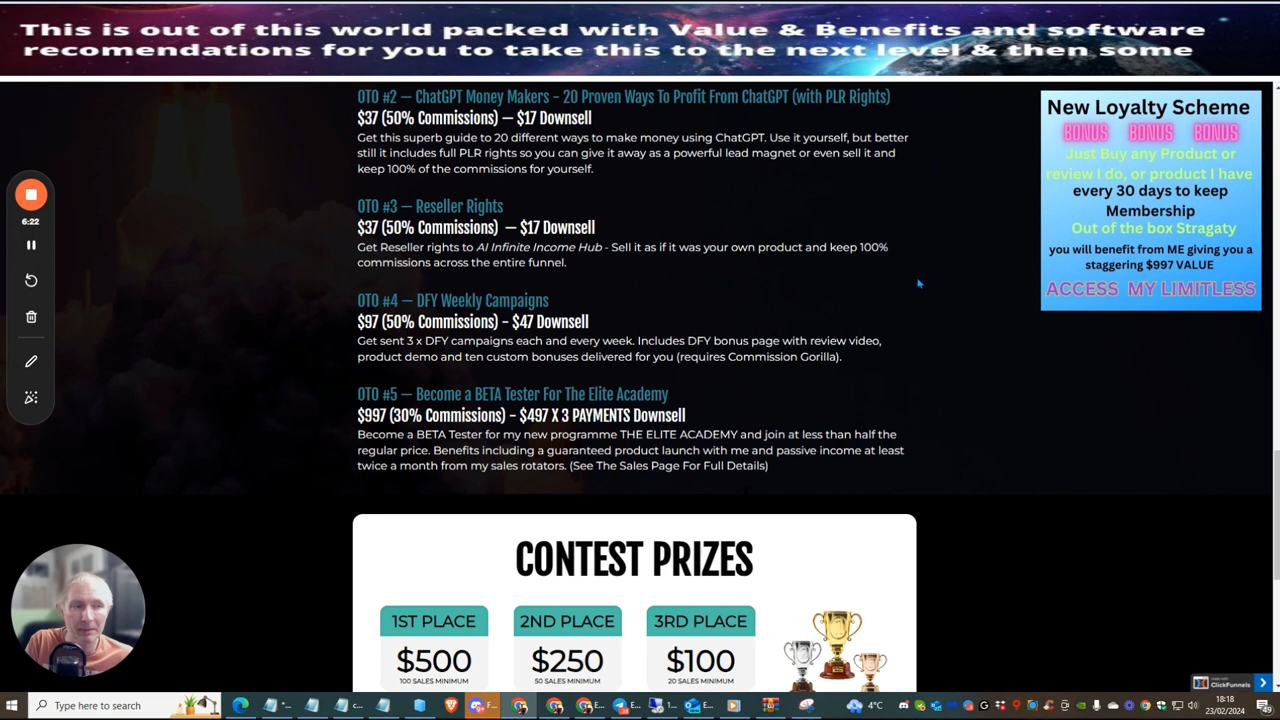 This is out of this world packed with Value & Benefits and software
recomendations for you to take this to the next level & then some
OTO #2 — ChatGPT Money Makers - 20 Proven Ways To Profit From ChatGPT (with PLR Rights)
$37 (50% Commissions) — $17 Downsell
Get this superb guide to 20 different ways to make money using ChatGPT. Use it yourself, but better
still it includes full PLR rights so you can give it away as a powerful lead magnet or even sell it and
keep 100% of the commissions for yourself.
OTO #3 — Reseller Rights
$37 (50% Commissions) — $17 Downsell
Get Reseller rights to AI Infinite Income Hub - Sell it as if it was your own product and keep 100%
commissions across the entire funnel.
OTO #4 — DFY Weekly Campaigns
$97 (50% Commissions) - $47 Downsell
Get sent 3 x DFY campaigns each and every week. Includes DFY bonus page with review video,
product demo and ten custom bonuses delivered for you (requires Commission Gorilla).
OTO #5 — Become a BETA Tester For The Elite Academy
$997 (30% Commissions) - $497 X 3 PAYMENTS Downsell
Become a BETA Tester for my new programme THE ELITE ACADEMY and join at less than half the
regular price. Benefits including a guaranteed product launch with me and passive income at least
twice a month from my sales rotators. (See The Sales Page For Full Details)
New Loyalty Scheme
BONUS BONUS BONUS
Just Buy any Product or
review I do, or product I have
every 30 days to keep
Membership
Out of the box Stragaty
you will benefit from ME giving you a
staggering $997 VALUE
ACCESS MY LIMITLESS
6:22
CONTEST PRIZES
1ST PLACE
$500
100 SALES MINIMUM
2ND PLACE
$250
50 SALES MINIMUM
3RD PLACE
$100
20 SALES MINIMUM
made with
ClickFunnels
Type here to search
4°C
18:18
23/02/2024